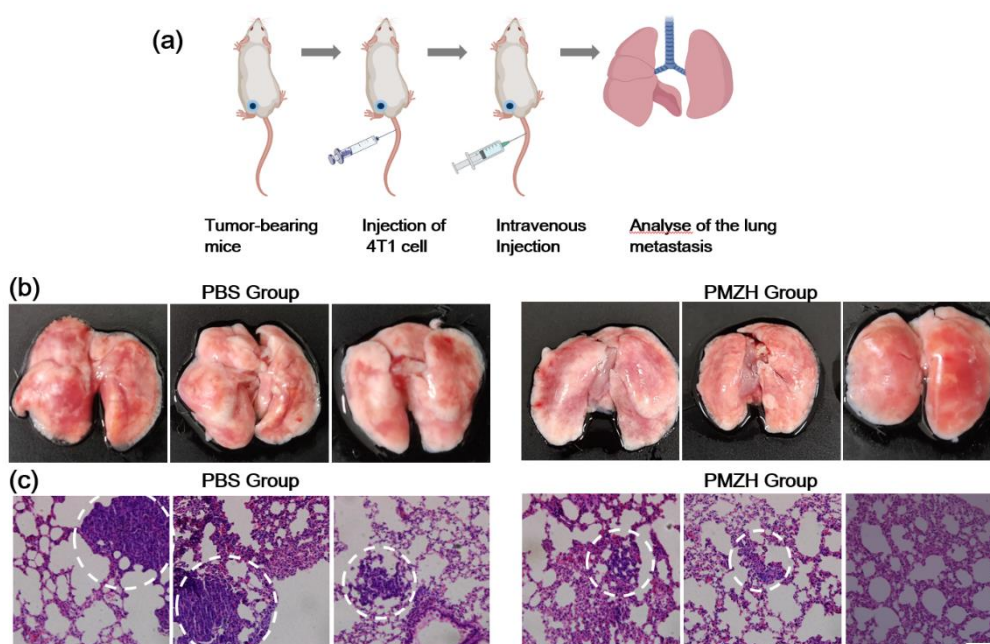 (a)
Tumor-bearing
mice
Injection of
4T1 cell
Intravenous
Injection
Analyse of the lung
metastasis
(b)
PBS Group
PMZH Group
(c)
PBS Group
PMZH Group